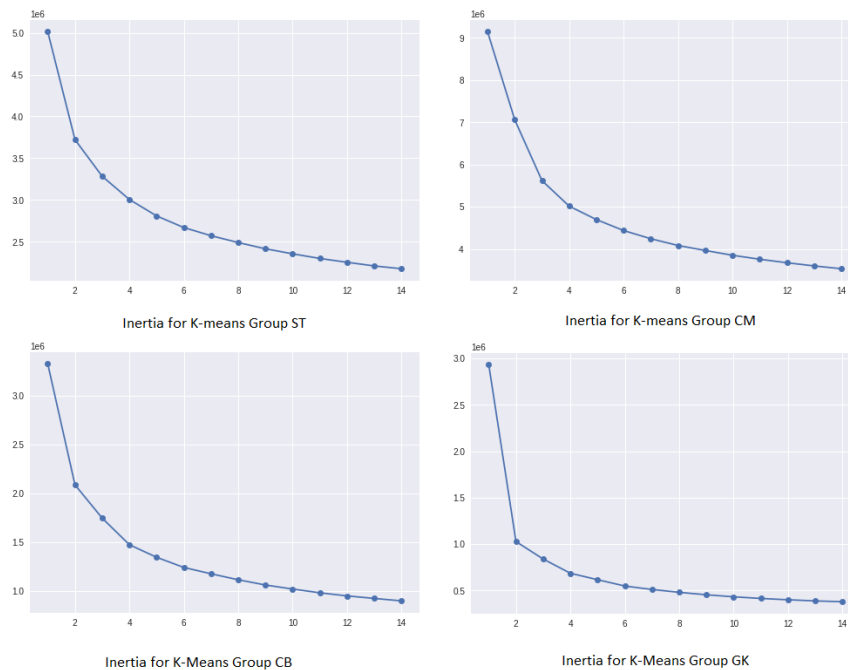 1e6
5.0
4.5
4.0
3.5
3.0
2.5
2 4 6 8 10 12 14
Inertia for K-means Group ST
1e6
9
8
7
6
5
4
2 4 6 8 10 12 14
Inertia for K-means Group CM
1e6
3.0
2.5
2.0
1.5
1.0
2 4 6 8 10 12 14
Inertia for K-Means Group CB
1e6
3.0
2.5
2.0
1.5
1.0
0.5
2 4 6 8 10 12 14
Inertia for K-Means Group GK